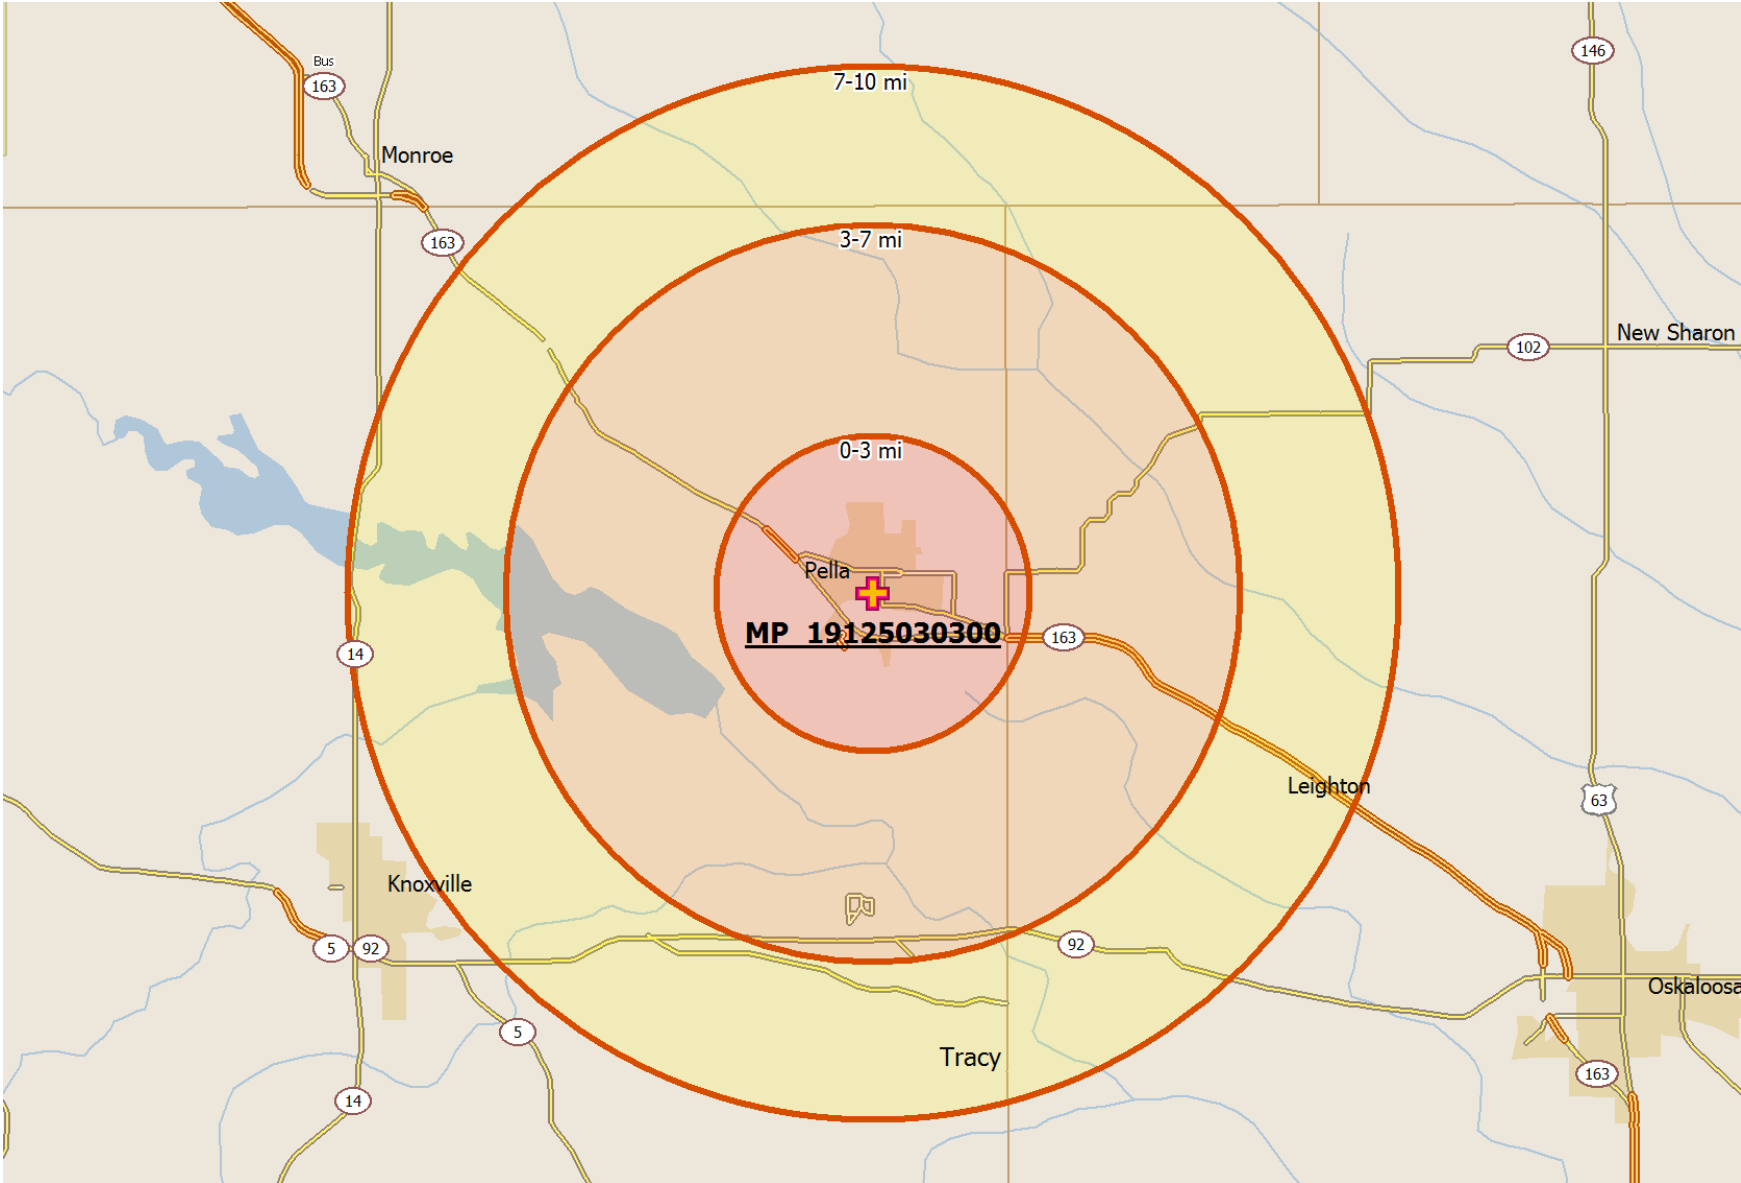 146
Bus
163
7-10 mi
Monroe
163
3-7 mi
New Sharon
102
0-3 mi
Pella
MP 19125030300
163
14
Leighton
63
Knoxville
5
92
92
Oskaloosa
5
Tracy
163
14